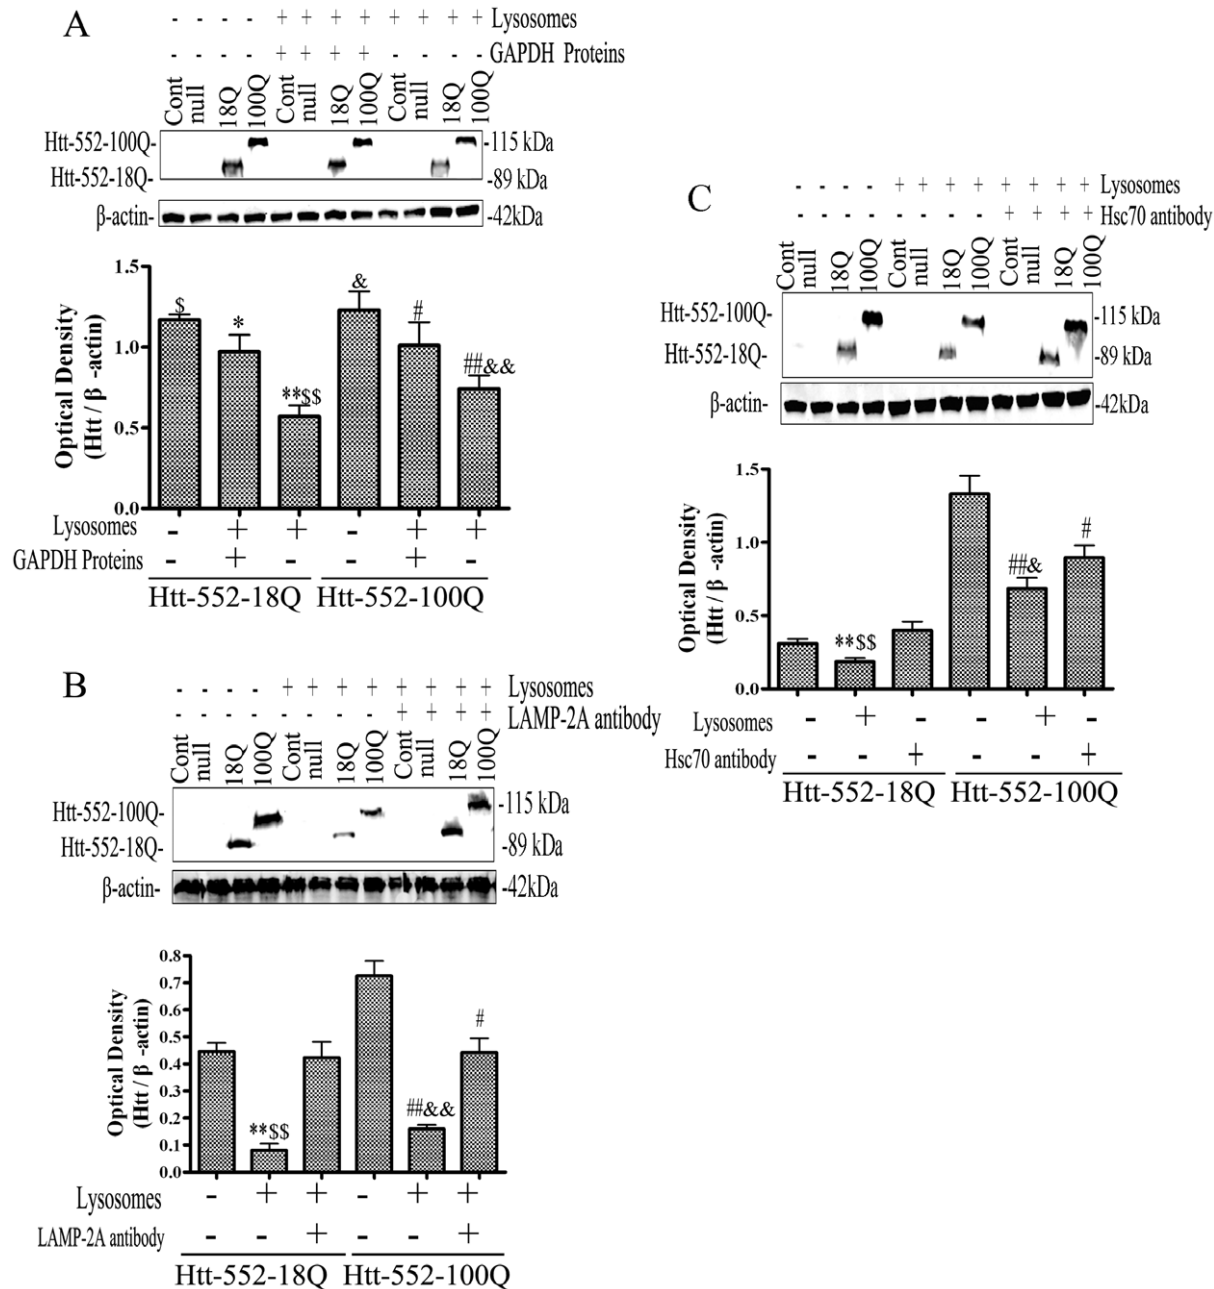 A
- - - - + + + + + + + + Lysosomes
- - - - + + + + - - - - GAPDH Proteins
Cont null 18Q 100Q Cont null 18Q 100Q Cont null 18Q 100Q
Htt-552-100Q- -115 kDa
Htt-552-18Q- -89 kDa
β-actin- -42kDa
Optical Density
(Htt / β -actin)
1.5
1.0
0.5
0.0
$ * **$$ & # ##&&
Lysosomes - + + - + +
GAPDH Proteins - + - - + -
Htt-552-18Q Htt-552-100Q
B
- - - - + + + + + + + + Lysosomes
- - - - - - - - + + + + LAMP-2A antibody
Cont null 18Q 100Q Cont null 18Q 100Q Cont null 18Q 100Q
Htt-552-100Q- -115 kDa
Htt-552-18Q- -89 kDa
β-actin- -42kDa
Optical Density
(Htt / β -actin)
0.8
0.7
0.6
0.5
0.4
0.3
0.2
0.1
0.0
**$$ ##&& #
Lysosomes - + + - + +
LAMP-2A antibody - - + - - +
Htt-552-18Q Htt-552-100Q
C
- - - - + + + + + + + + Lysosomes
- - - - - - - - + + + + Hsc70 antibody
Cont null 18Q 100Q Cont null 18Q 100Q Cont null 18Q 100Q
Htt-552-100Q- -115 kDa
Htt-552-18Q- -89 kDa
β-actin- -42kDa
Optical Density
(Htt / β -actin)
1.5
1.0
0.5
0.0
**$$ ##& #
Lysosomes - + - - + -
Hsc70 antibody - - + - - +
Htt-552-18Q Htt-552-100Q